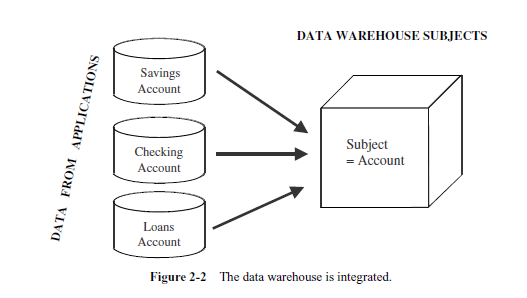 DATA WAREHOUSE SUBJECTS
DATA FROM APPLICATIONS
Savings
Account
Checking
Account
Loans
Account
Subject
= Account
Figure 2-2 The data warehouse is integrated.